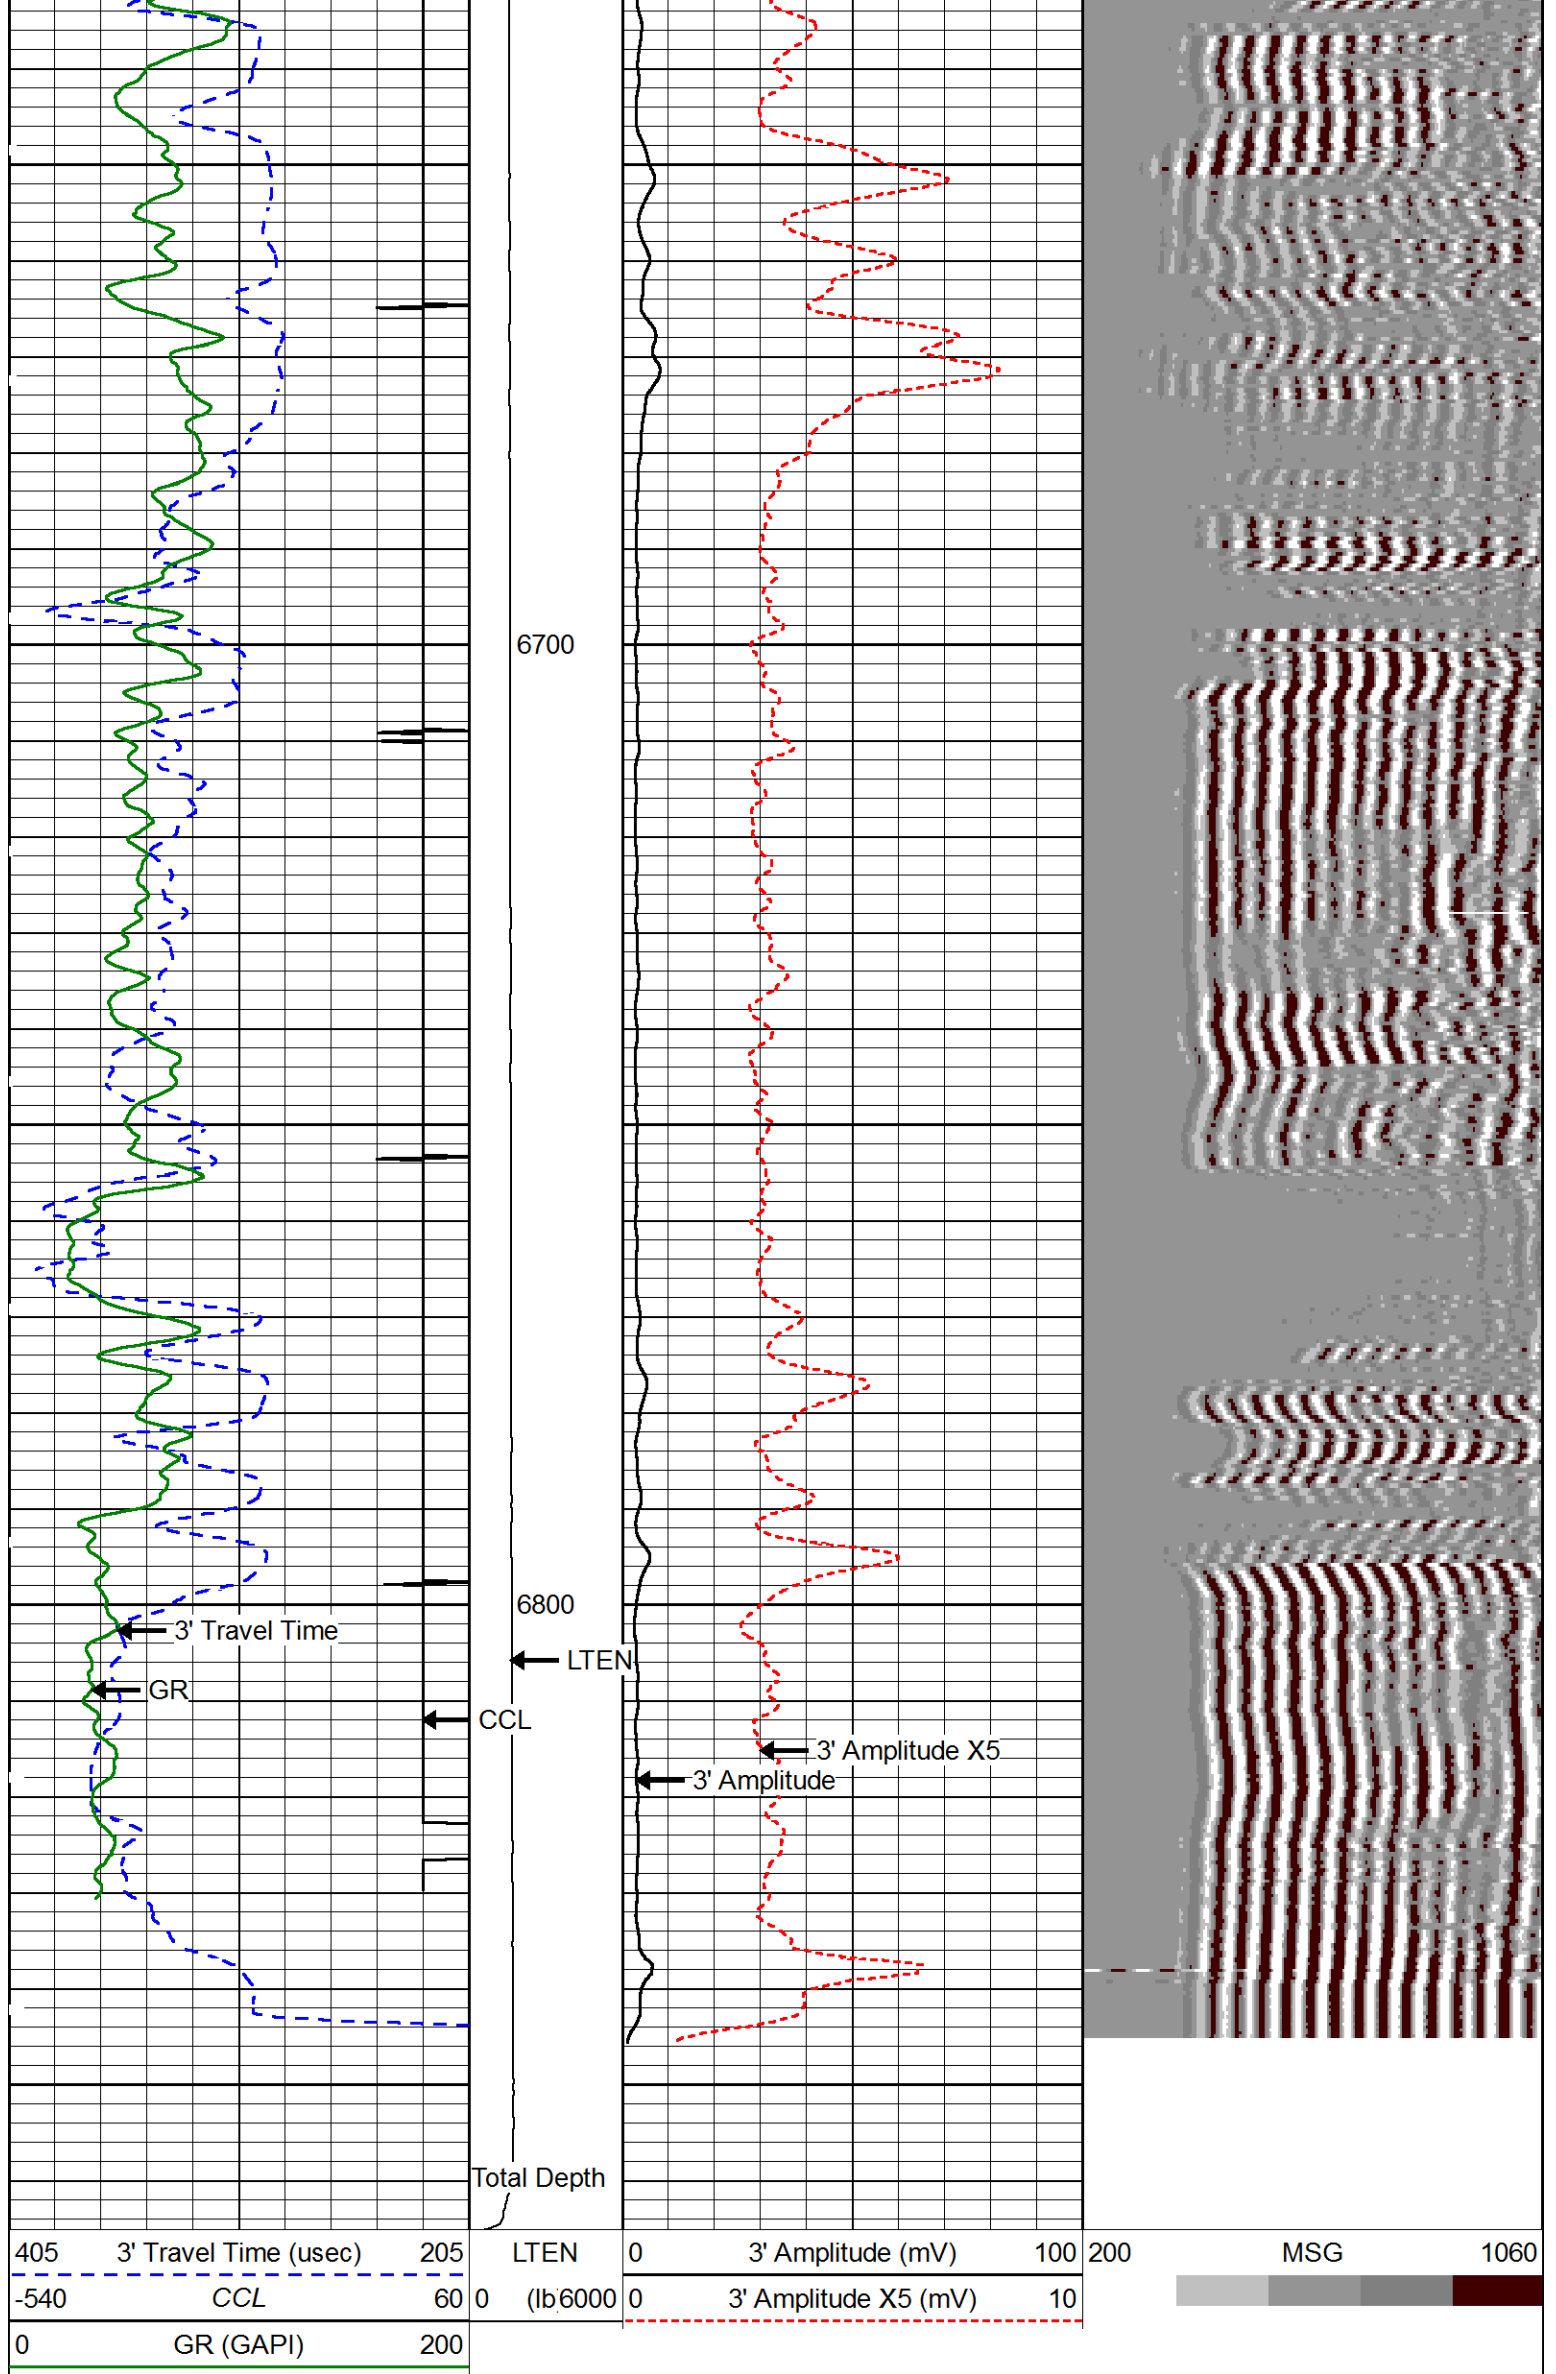 6700
6800
3' Travel Time
LTEN
GR
CCL
3' Amplitude X5
3' Amplitude
Total Depth
405 3' Travel Time (usec) 205 LTEN 0 3' Amplitude (mV) 100 200 MSG 1060
-540 CCL 60 0 (lb 6000 0 3' Amplitude X5 (mV) 10
0 GR (GAPI) 200